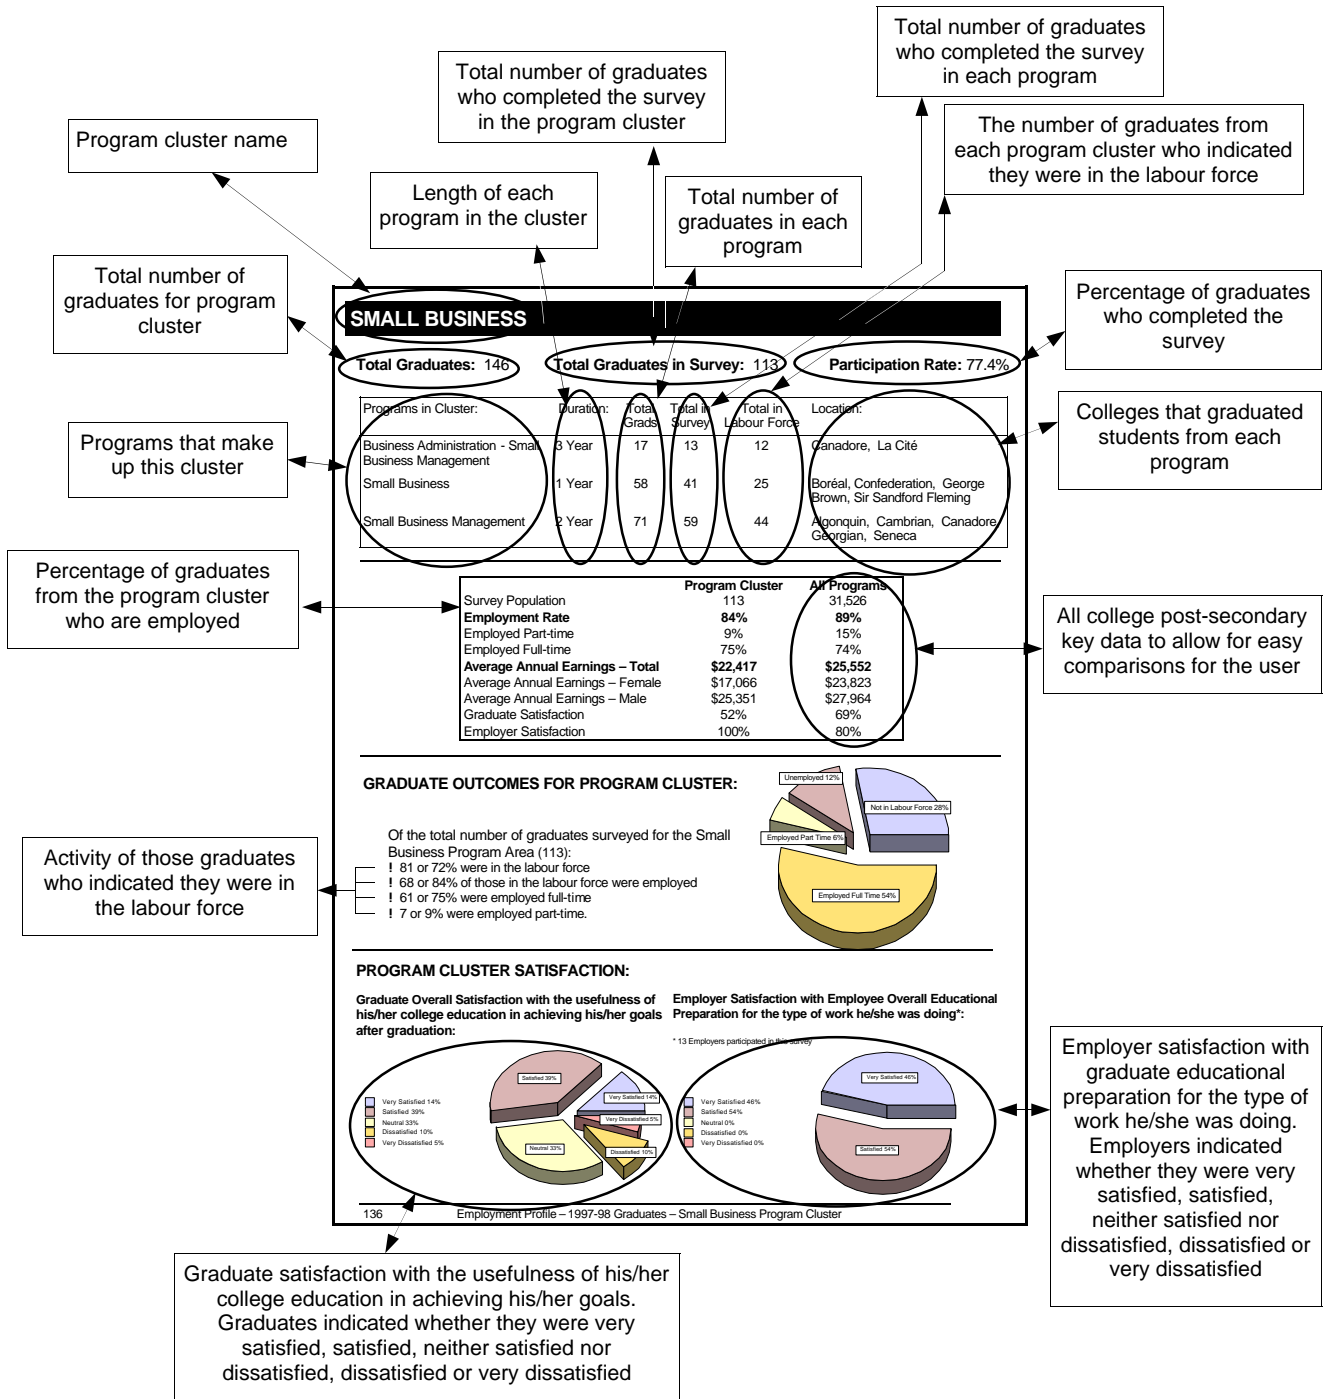 Total number of graduates
who completed the survey
in each program
Total number of graduates
who completed the survey
in the program cluster
The number of graduates from
each program cluster who indicated
they were in the labour force
Program cluster name
Length of each
program in the cluster
Total number of
graduates in each
program
Total number of
graduates for program
cluster
Percentage of graduates
who completed the
survey
SMALL BUSINESS
Total Graduates: 146 Total Graduates in Survey: 113 Participation Rate: 77.4%
Programs in Cluster: Duration: Total Grads Total in Survey Total in Labour Force Location:
Business Administration - Small 3 Year 17 13 12 Canadore, La Cité
Business Management
Small Business 1 Year 58 41 25 Boréal, Confederation, George
Brown, Sir Sandford Fleming
Small Business Management 2 Year 71 59 44 Algonquin, Cambrian, Canadore
Georgian, Seneca
Programs that make
up this cluster
Colleges that graduated
students from each
program
Percentage of graduates
from the program cluster
who are employed
Program Cluster All Programs
Survey Population 113 31,526
Employment Rate 84% 89%
Employed Part-time 9% 15%
Employed Full-time 75% 74%
Average Annual Earnings – Total $22,417 $25,552
Average Annual Earnings – Female $17,066 $23,823
Average Annual Earnings – Male $25,351 $27,964
Graduate Satisfaction 52% 69%
Employer Satisfaction 100% 80%
All college post-secondary
key data to allow for easy
comparisons for the user
GRADUATE OUTCOMES FOR PROGRAM CLUSTER:
Of the total number of graduates surveyed for the Small
Business Program Area (113):
! 81 or 72% were in the labour force
! 68 or 84% of those in the labour force were employed
! 61 or 75% were employed full-time
! 7 or 9% were employed part-time.
Unemployed 12%
Not in Labour Force 28%
Employed Part Time 6%
Employed Full Time 54%
Activity of those graduates
who indicated they were in
the labour force
PROGRAM CLUSTER SATISFACTION:
Graduate Overall Satisfaction with the usefulness of
his/her college education in achieving his/her goals
after graduation:
Very Satisfied 14%
Satisfied 39%
Neutral 33%
Dissatisfied 10%
Very Dissatisfied 5%
Satisfied 39%
Very Satisfied 14%
Very Dissatisfied 5%
Dissatisfied 10%
Neutral 33%
Employer Satisfaction with Employee Overall Educational
Preparation for the type of work he/she was doing*:
* 13 Employers participated in this survey
Very Satisfied 46%
Satisfied 54%
Neutral 0%
Dissatisfied 0%
Very Dissatisfied 0%
Very Satisfied 46%
Satisfied 54%
136 Employment Profile – 1997-98 Graduates – Small Business Program Cluster
Employer satisfaction with
graduate educational
preparation for the type of
work he/she was doing.
Employers indicated
whether they were very
satisfied, satisfied,
neither satisfied nor
dissatisfied, dissatisfied or
very dissatisfied
Graduate satisfaction with the usefulness of his/her
college education in achieving his/her goals.
Graduates indicated whether they were very
satisfied, satisfied, neither satisfied nor
dissatisfied, dissatisfied or very dissatisfied